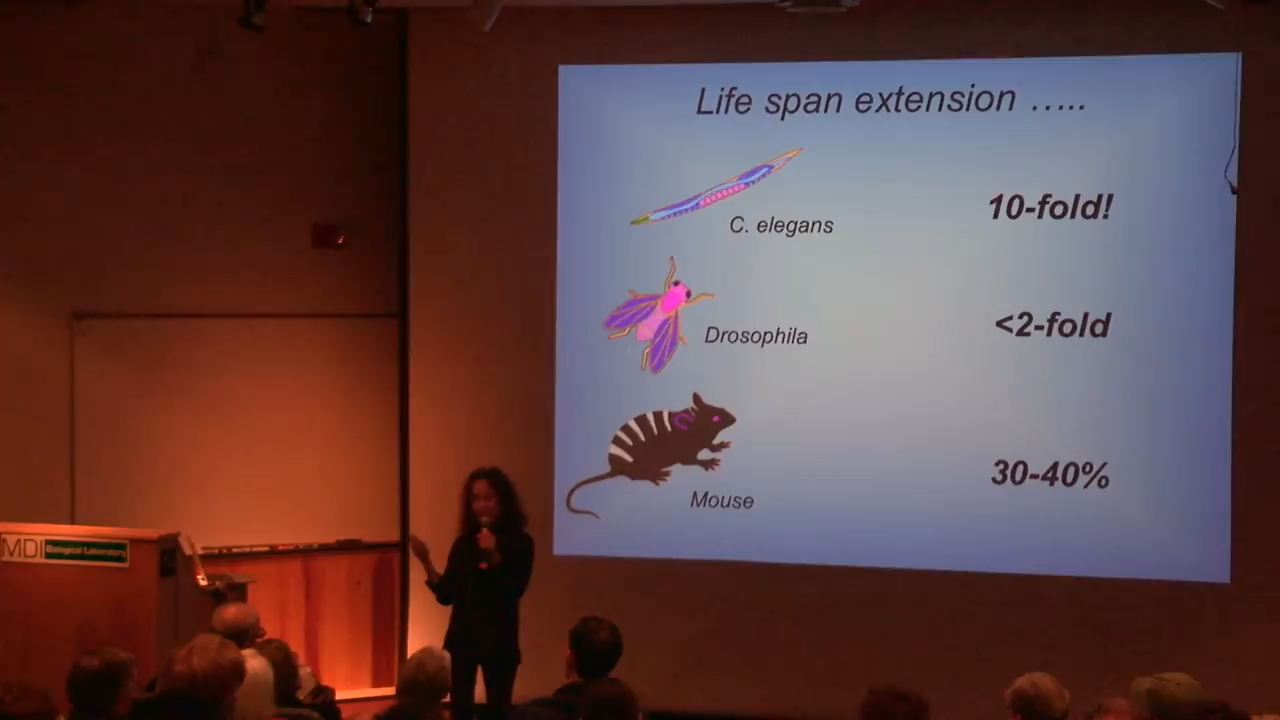 Life span extension .....
10-fold!
C. elegans
<2-fold
Drosophila
30-40%
Mouse
MDI Biological Laboratory